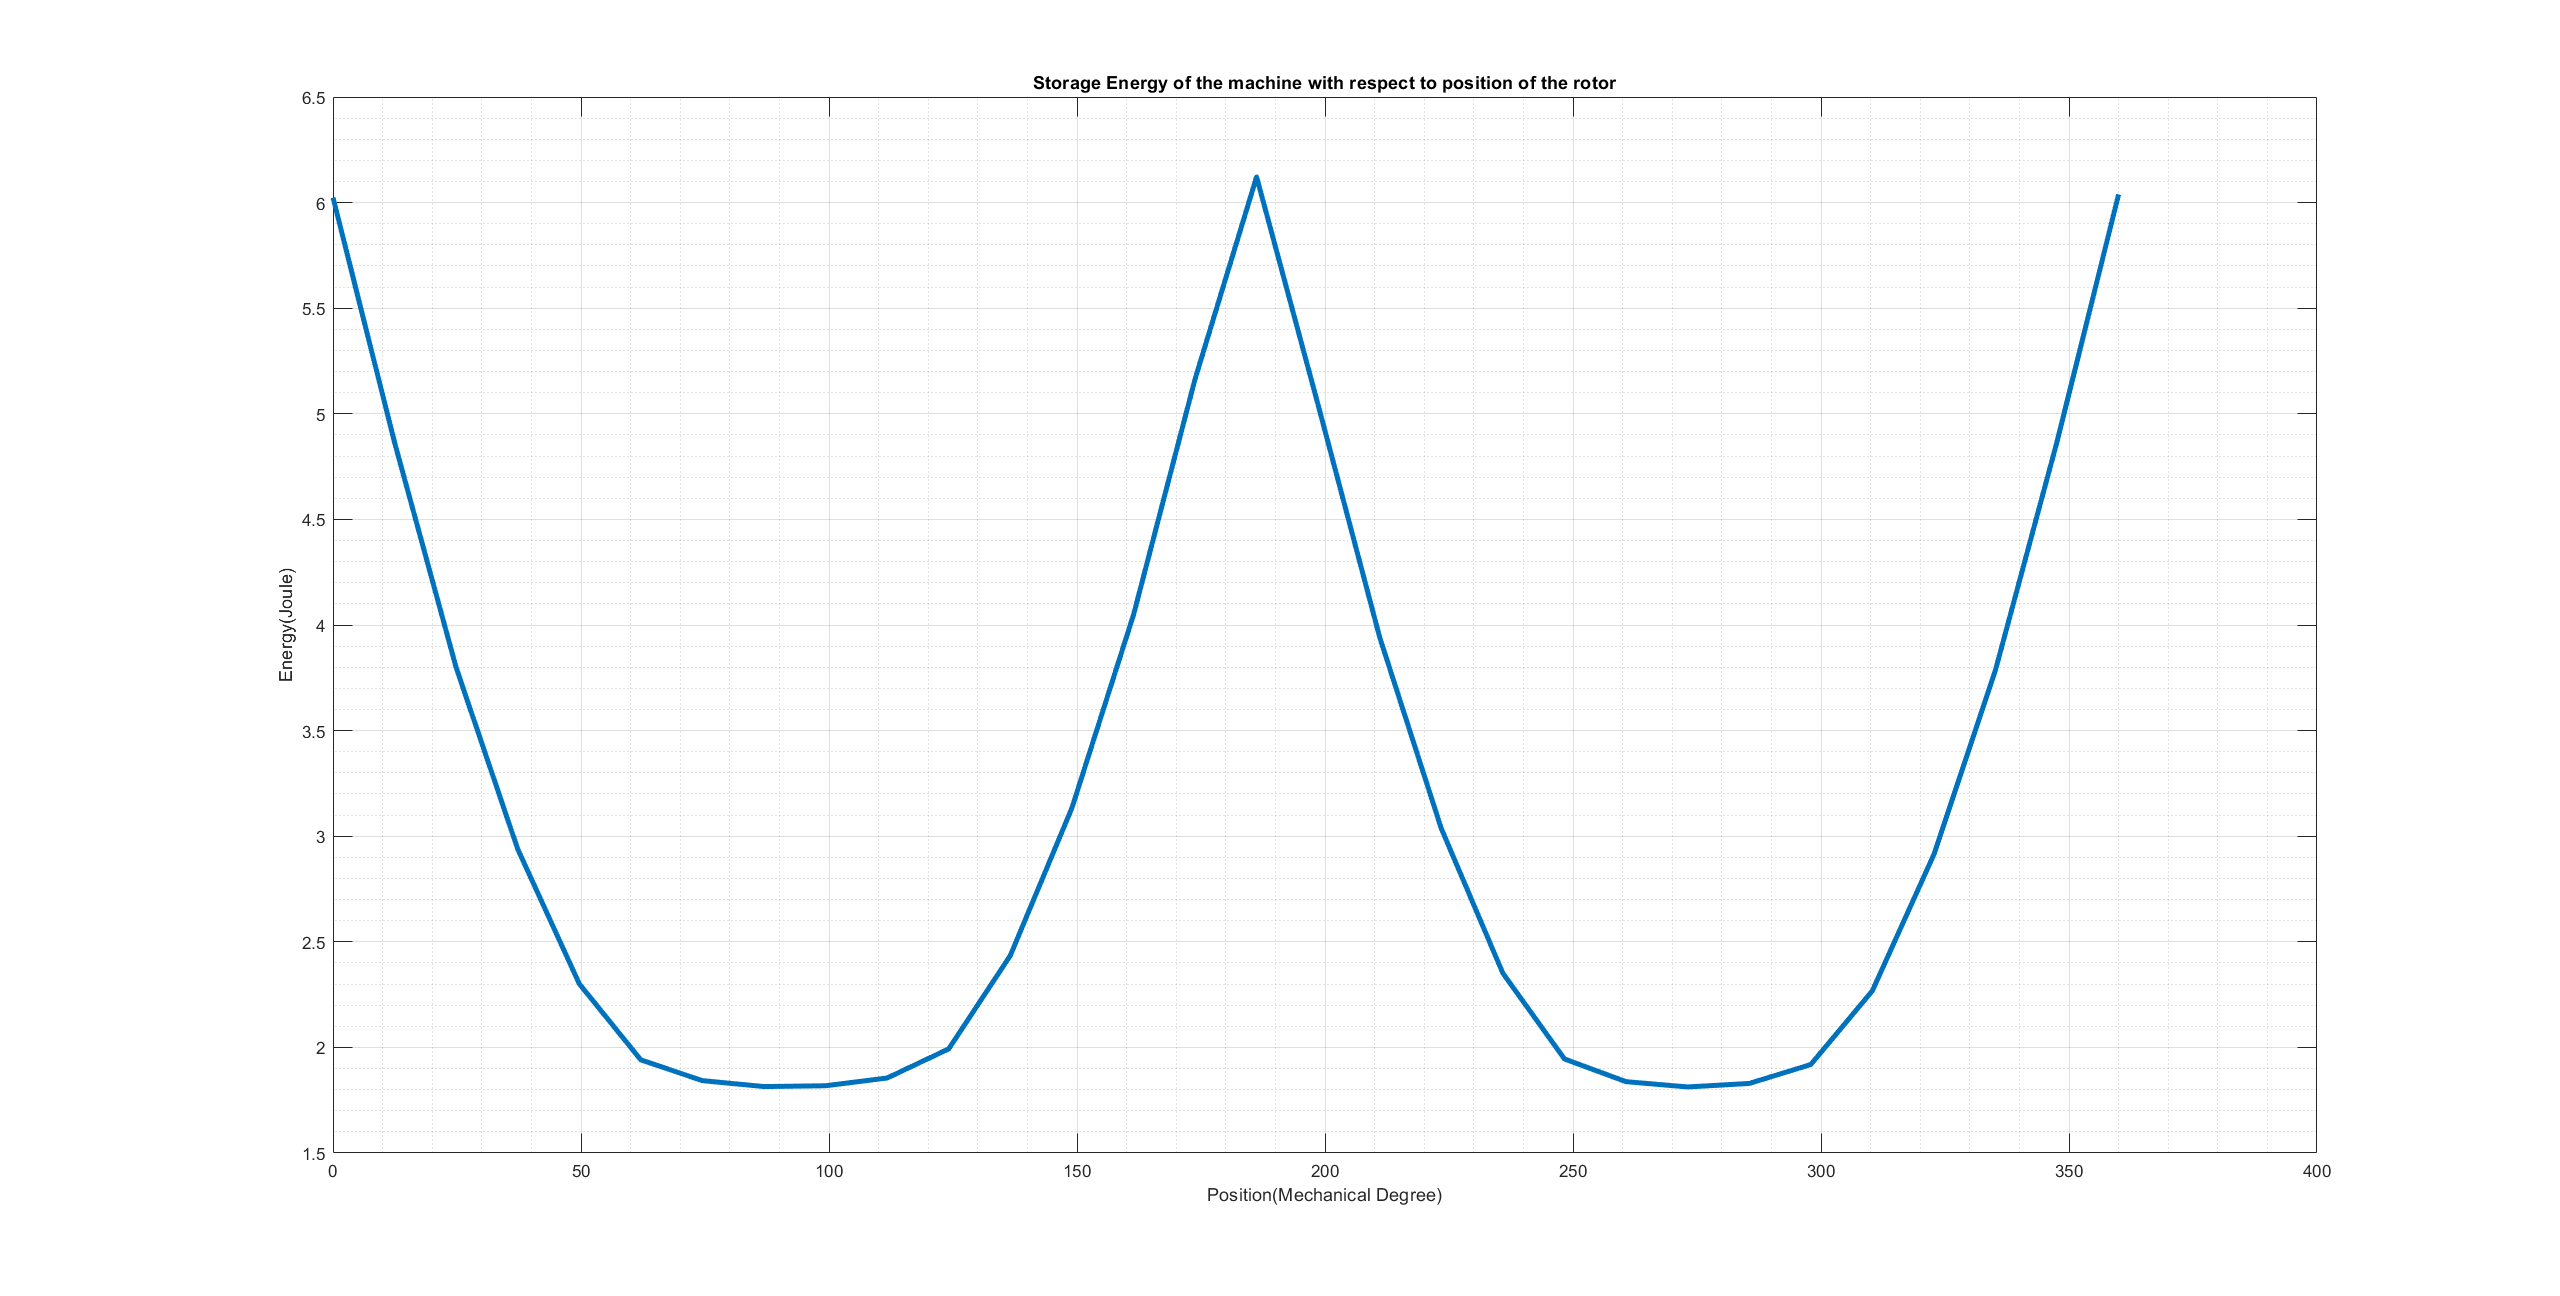 Storage Energy of the machine with respect to position of the rotor
6.5
6
5.5
5
4.5
4
3.5
3
2.5
2
1.5
Energy(Joule)
0 50 100 150 200 250 300 350 400
Position(Mechanical Degree)